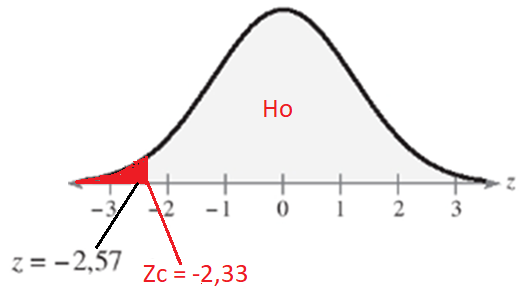 Ho
z
-3 -2 -1 0 1 2 3
z = -2,57
Zc = -2,33